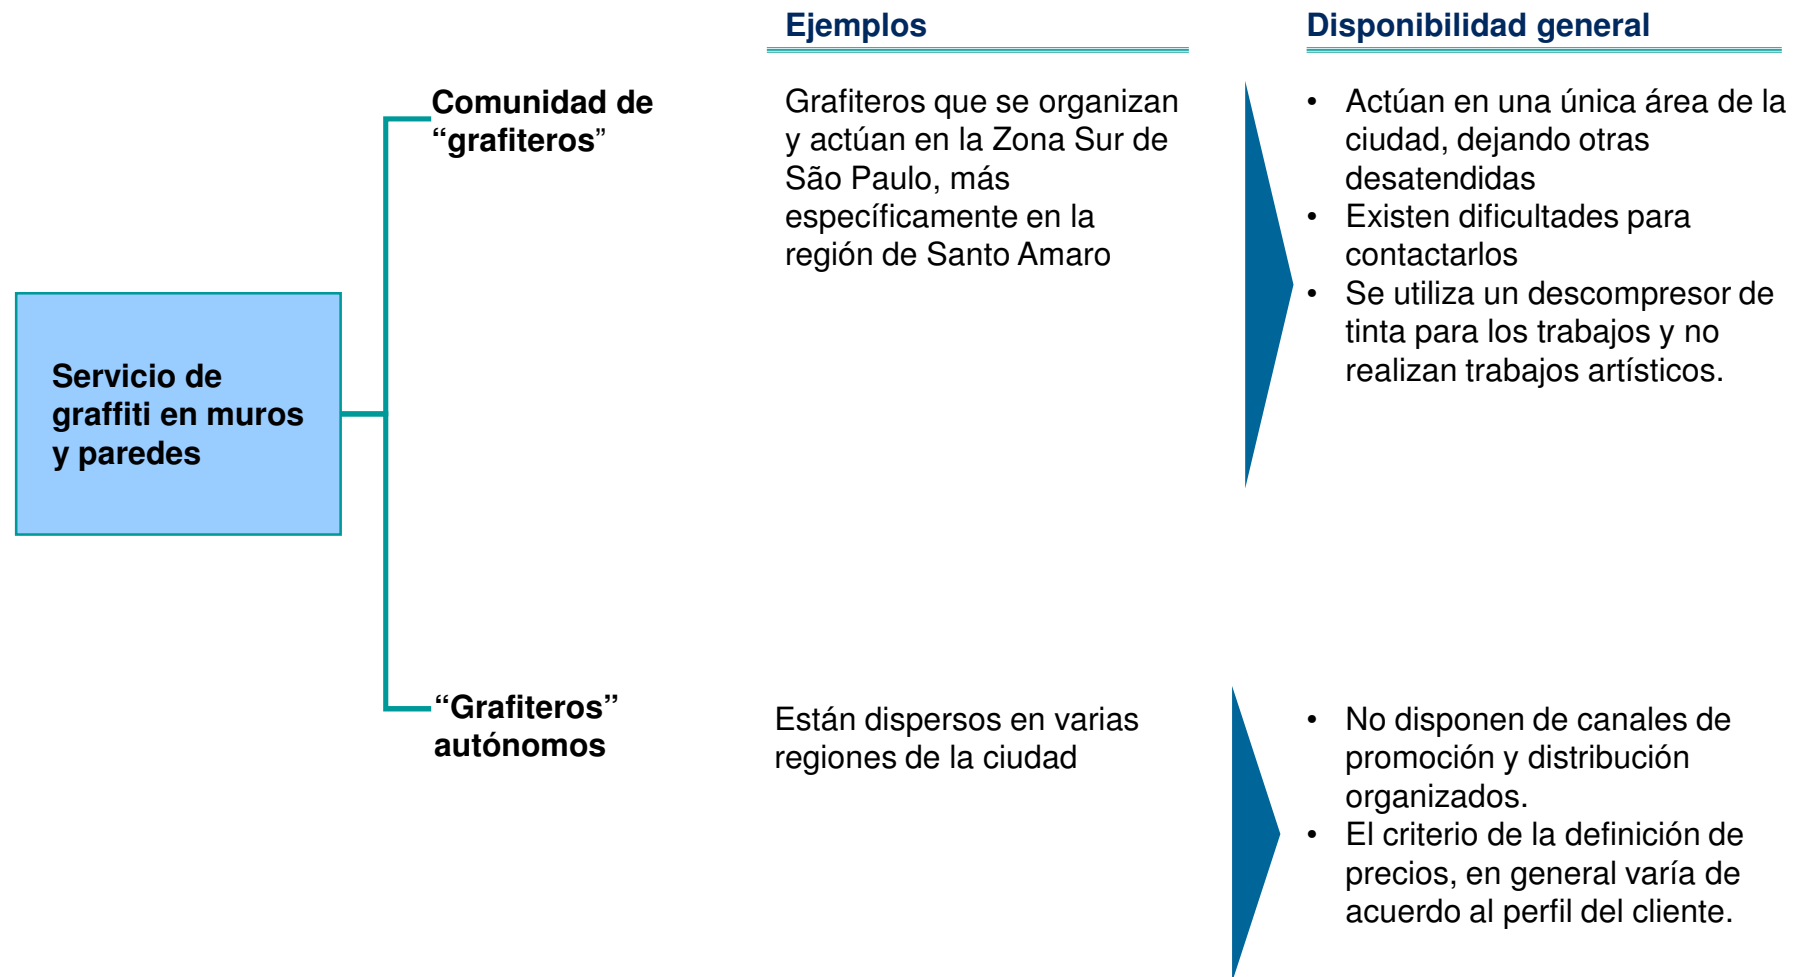 Ejemplos
Disponibilidad general
Comunidad de
“grafiteros”
Grafiteros que se organizan
y actúan en la Zona Sur de
São Paulo, más
específicamente en la
región de Santo Amaro
• Actúan en una única área de la
ciudad, dejando otras
desatendidas
• Existen dificultades para
contactarlos
• Se utiliza un descompresor de
tinta para los trabajos y no
realizan trabajos artísticos.
Servicio de
graffiti en muros
y paredes
“Grafiteros”
autónomos
Están dispersos en varias
regiones de la ciudad
• No disponen de canales de
promoción y distribución
organizados.
• El criterio de la definición de
precios, en general varía de
acuerdo al perfil del cliente.